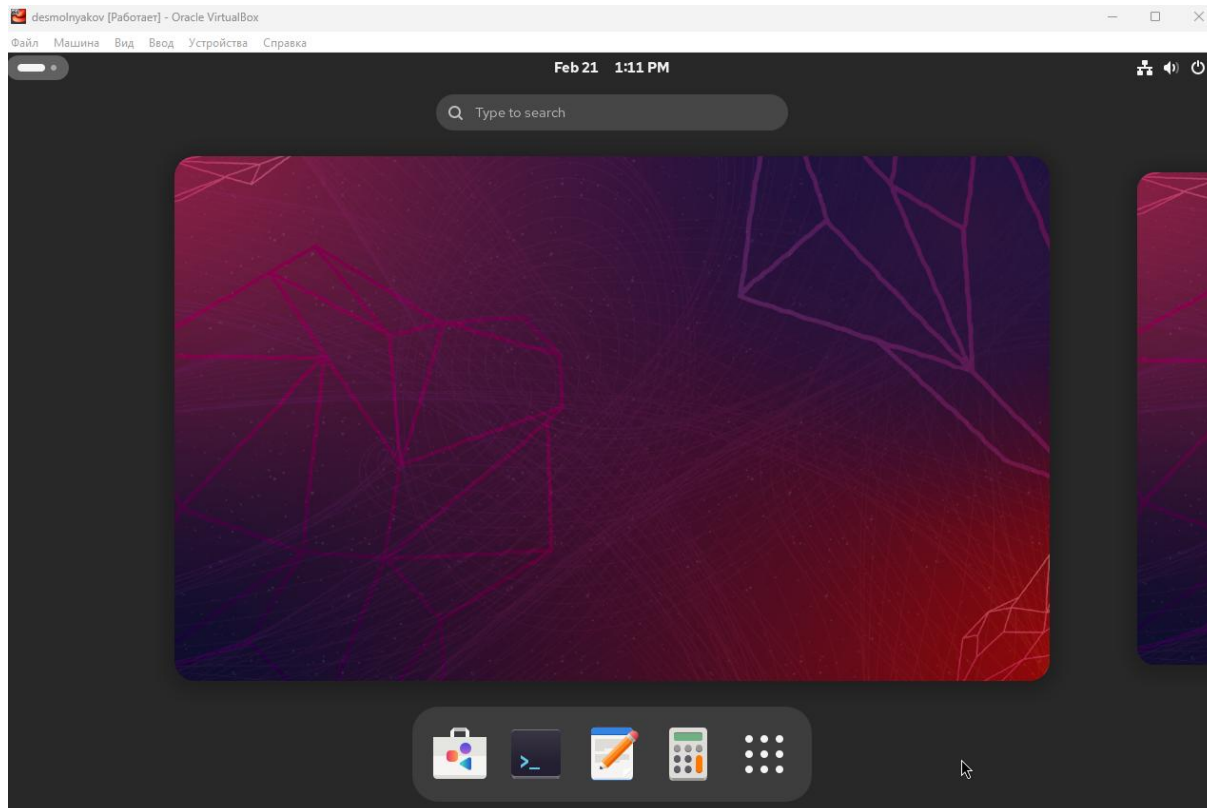 desmolnyakov [Работает] - Oracle VirtualBox
Файл Машина Вид Ввод Устройства Справка
Feb 21 1:11 PM
Type to search
>_